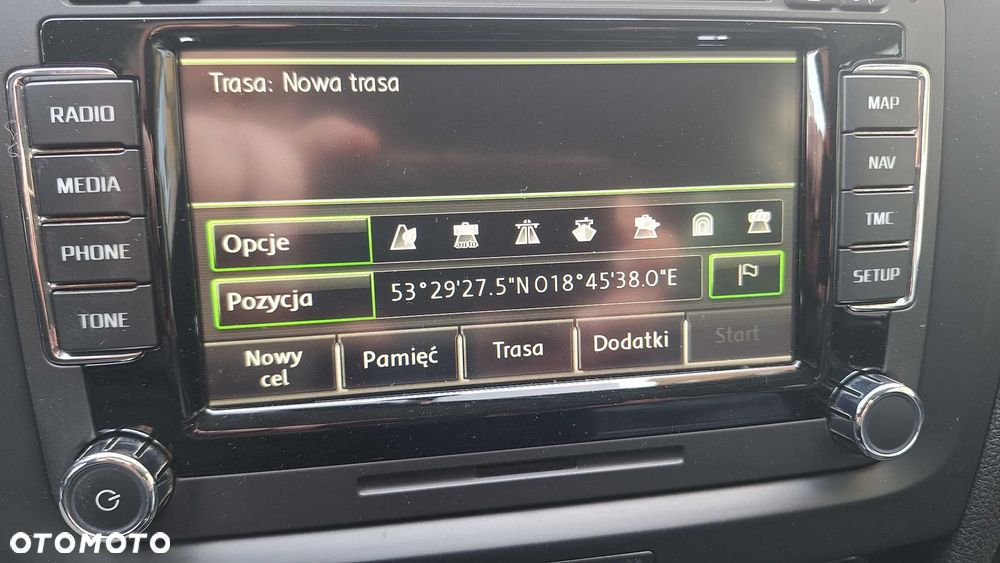 Trasa: Nowa trasa
RADIO
MEDIA
PHONE
TONE
MAP
NAV
TMC
SETUP
Opcje
auto
Pozycja
53°29'27.5"N 018°45'38.0"E
Nowy
cel
Pamięć
Trasa
Dodatki
Start
OTOMOTO